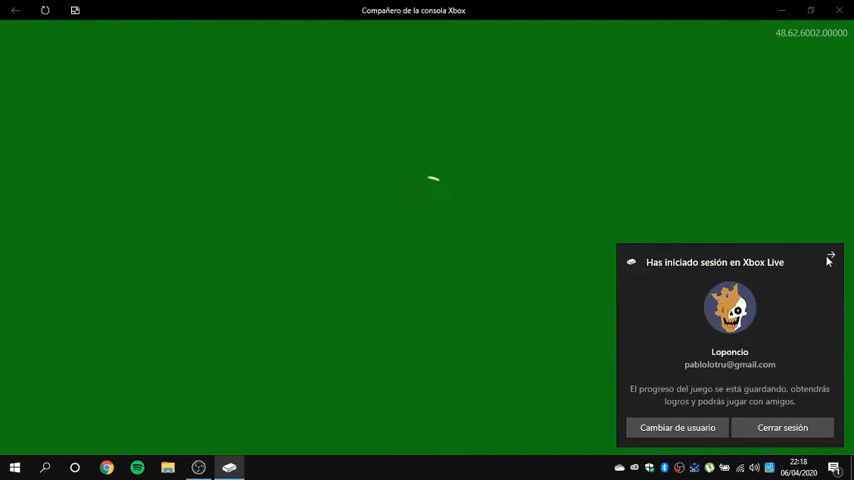 Compañero de la consola Xbox
48.62.6002.00000
Has iniciado sesión en Xbox Live
Loponcio
pablolotru@gmail.com
El progreso del juego se está guardando, obtendrás
logros y podrás jugar con amigos.
Cambiar de usuario
Cerrar sesión
22:18
06/04/2020
1